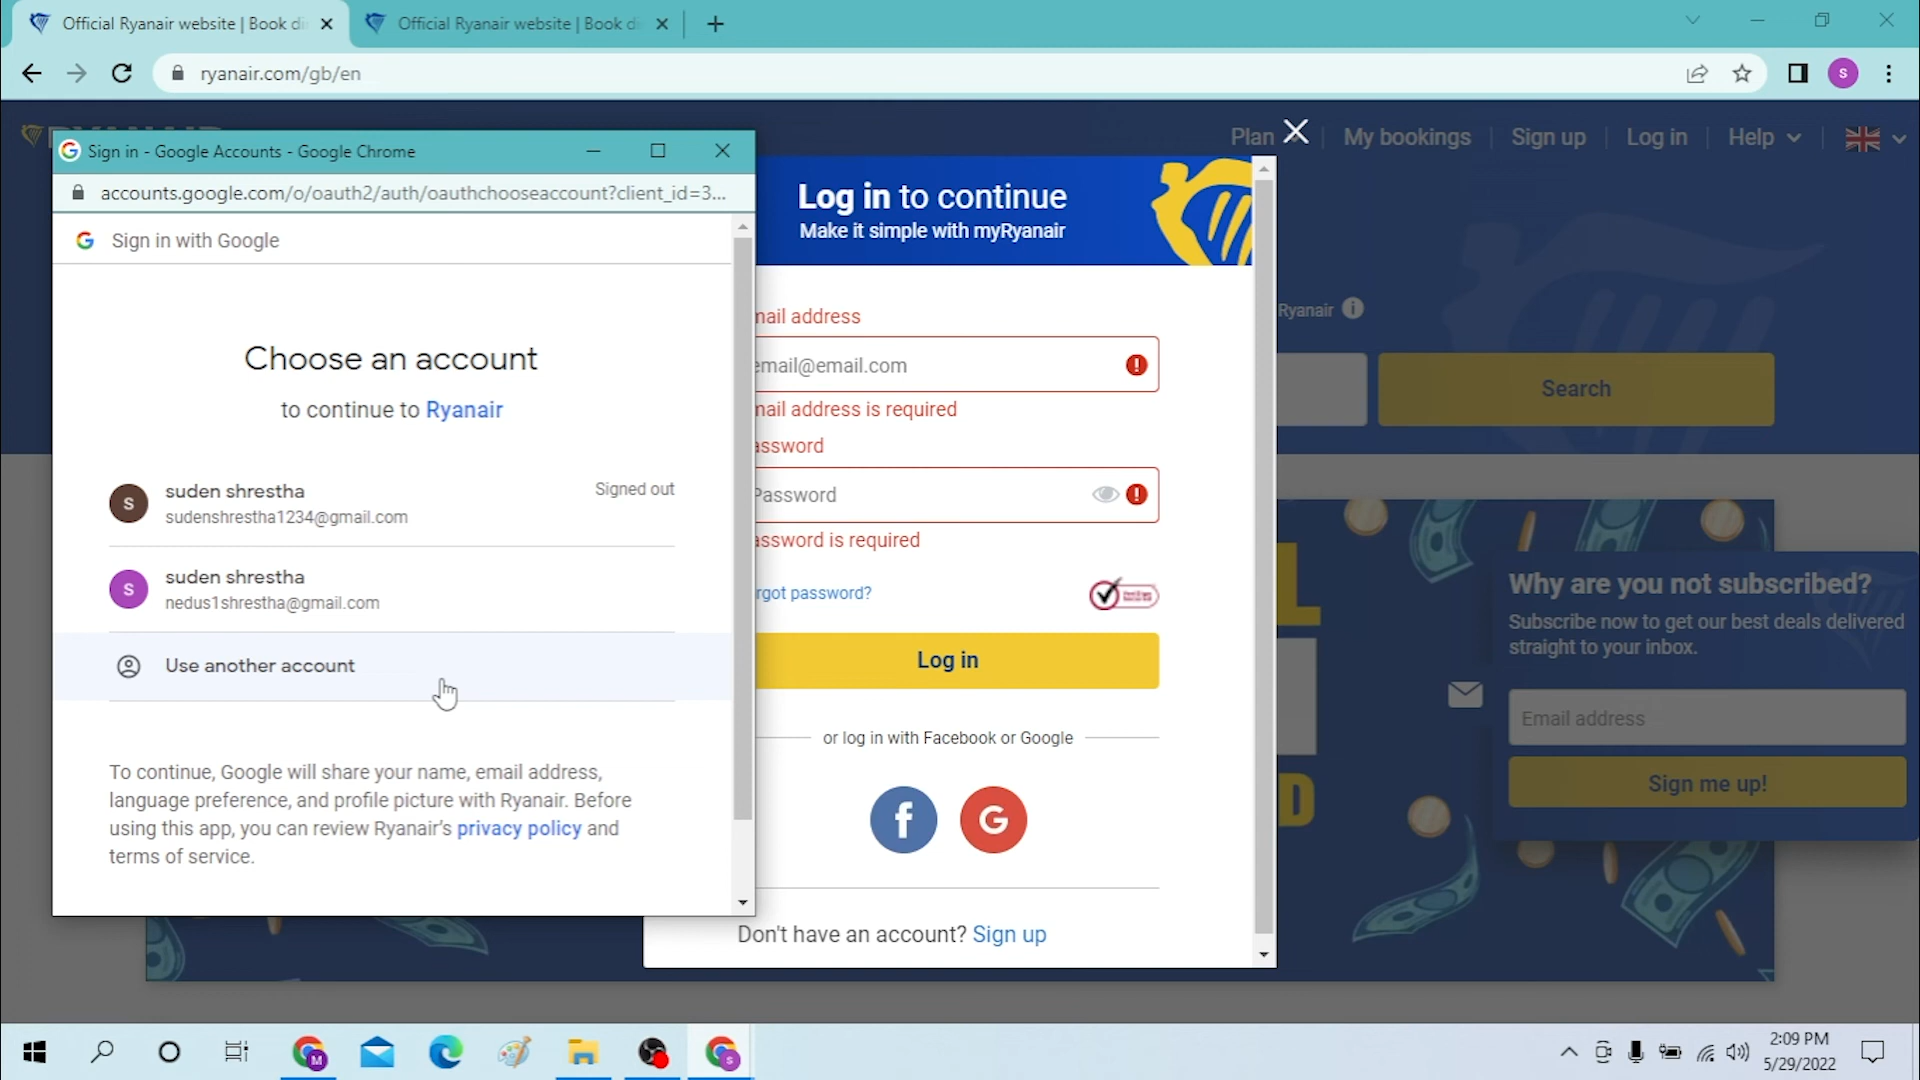 Official Ryanair website | Book di
Official Ryanair website | Book di
ryanair.com/gb/en
S
Plan
My bookings
Sign up
Log in
Help
Sign in - Google Accounts - Google Chrome
accounts.google.com/o/oauth2/auth/oauthchooseaccount?client_id=3...
Sign in with Google
Choose an account
to continue to Ryanair
S
suden shrestha
Signed out
sudenshrestha1234@gmail.com
S
suden shrestha
nedus1shrestha@gmail.com
Use another account
To continue, Google will share your name, email address,
language preference, and profile picture with Ryanair. Before
using this app, you can review Ryanair's privacy policy and
terms of service.
Log in to continue
Make it simple with myRyanair
mail address
email@email.com
mail address is required
assword
Password
assword is required
rgot password?
Log in
or log in with Facebook or Google
f
G
Don't have an account? Sign up
Ryanair
Search
Why are you not subscribed?
Subscribe now to get our best deals delivered
straight to your inbox.
Email address
Sign me up!
M
S
2:09 PM
5/29/2022